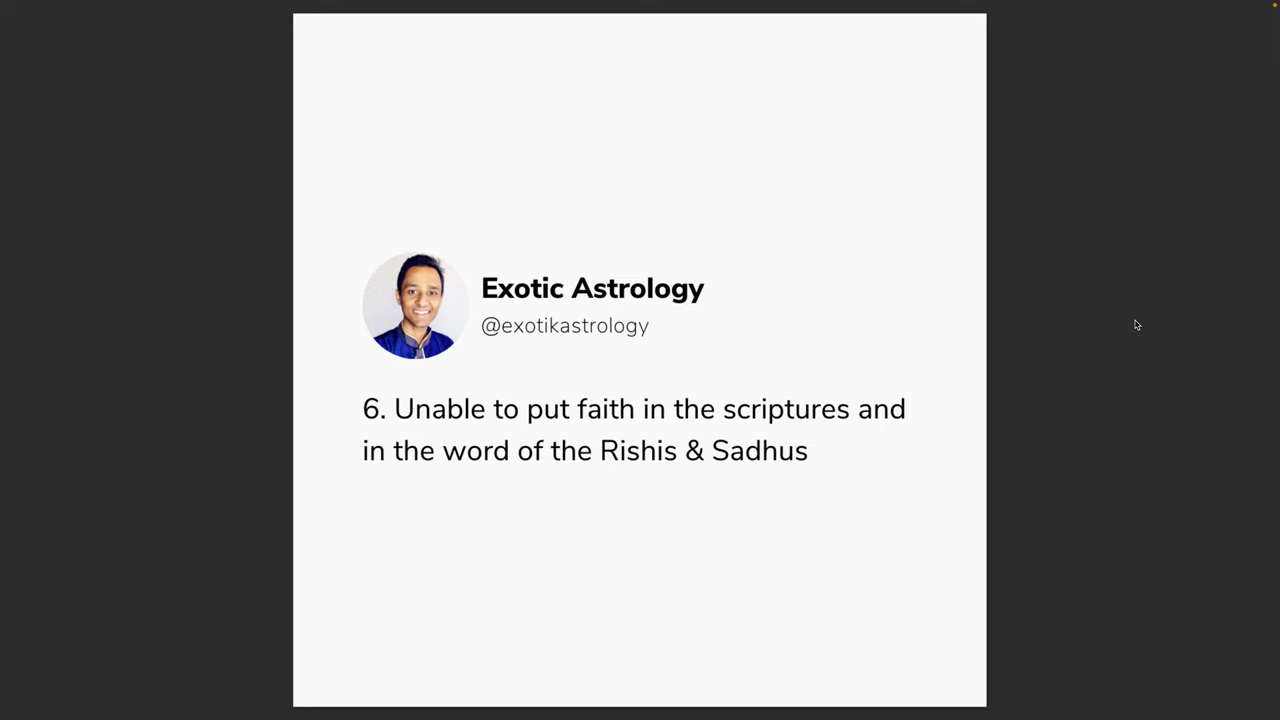 Exotic Astrology
@exotikastrology
6. Unable to put faith in the scriptures and
in the word of the Rishis & Sadhus